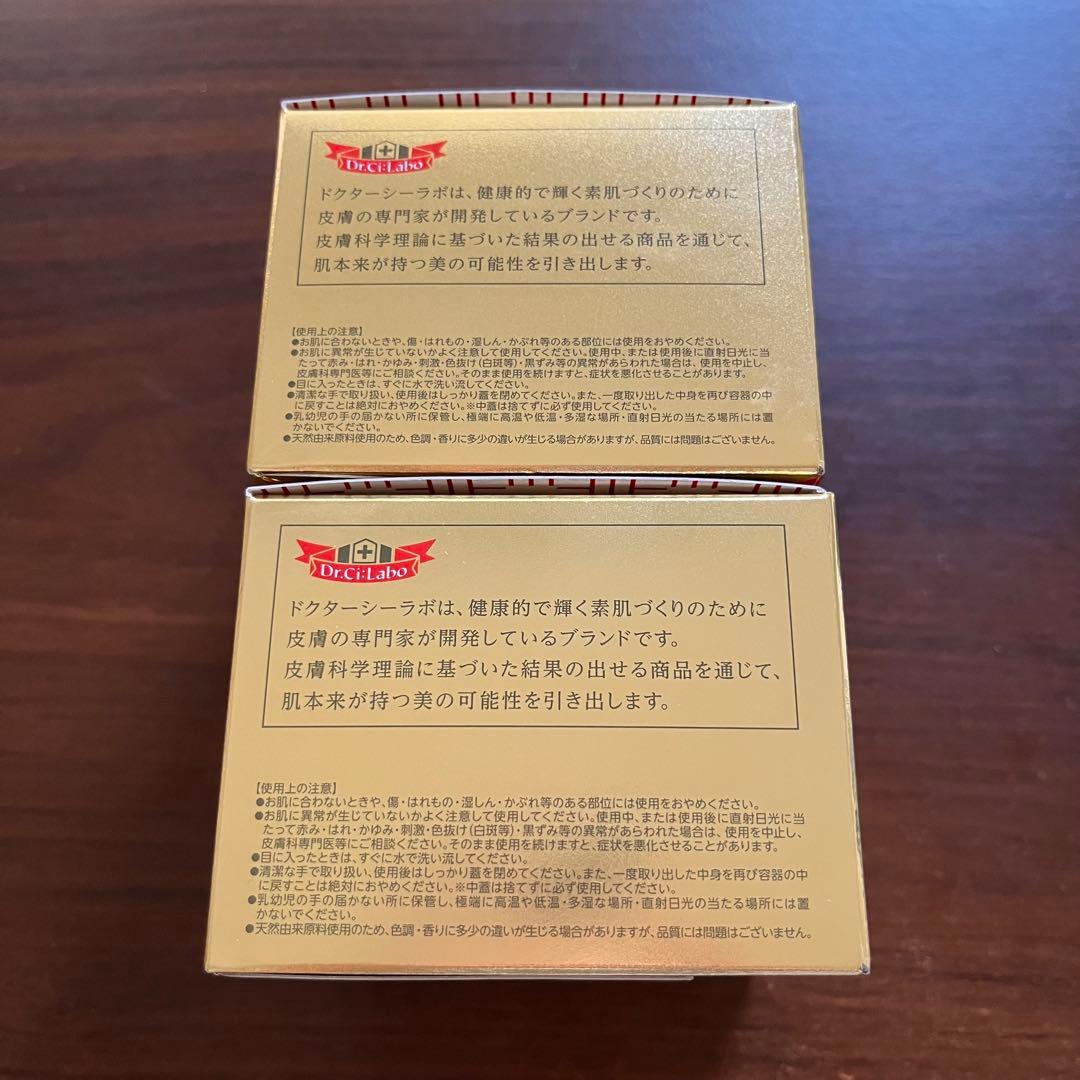 Dr.Ci:Labo
ドクターシーラボは、健康的で輝く素肌づくりのために
皮膚の専門家が開発しているブランドです。
皮膚科学理論に基づいた結果の出せる商品を通じて、
肌本来が持つ美の可能性を引き出します。
【使用上の注意】
●お肌に合わないときや、傷・はれもの・湿しん・かぶれ等のある部位には使用をおやめください。
●お肌に異常が生じていないかよく注意して使用してください。使用中、または使用後に直射日光に当
たって赤み・はれ・かゆみ・刺激・色抜け(白斑等)・黒ずみ等の異常があらわれた場合は、使用を中止し、
皮膚科専門医等にご相談ください。そのまま使用を続けますと、症状を悪化させることがあります。
●目に入ったときは、すぐに水で洗い流してください。
●清潔な手で取り扱い、使用後はしっかり蓋を閉めてください。また、一度取り出した中身を再び容器の中
に戻すことは絶対におやめください。※中蓋は捨てずに必ず使用してください。
●乳幼児の手の届かない所に保管し、極端に高温や低温・多湿な場所・直射日光の当たる場所には置
かないでください。
●天然由来原料使用のため、色調・香りに多少の違いが生じる場合がありますが、品質には問題はございません。
Dr.Ci:Labo
ドクターシーラボは、健康的で輝く素肌づくりのために
皮膚の専門家が開発しているブランドです。
皮膚科学理論に基づいた結果の出せる商品を通じて、
肌本来が持つ美の可能性を引き出します。
【使用上の注意】
●お肌に合わないときや、傷・はれもの・湿しん・かぶれ等のある部位には使用をおやめください。
●お肌に異常が生じていないかよく注意して使用してください。使用中、または使用後に直射日光に当
たって赤み・はれ・かゆみ・刺激・色抜け(白斑等)・黒ずみ等の異常があらわれた場合は、使用を中止し、
皮膚科専門医等にご相談ください。そのまま使用を続けますと、症状を悪化させることがあります。
●目に入ったときは、すぐに水で洗い流してください。
●清潔な手で取り扱い、使用後はしっかり蓋を閉めてください。また、一度取り出した中身を再び容器の中
に戻すことは絶対におやめください。※中蓋は捨てずに必ず使用してください。
●乳幼児の手の届かない所に保管し、極端に高温や低温・多湿な場所・直射日光の当たる場所には置
かないでください。
●天然由来原料使用のため、色調・香りに多少の違いが生じる場合がありますが、品質には問題はございません。